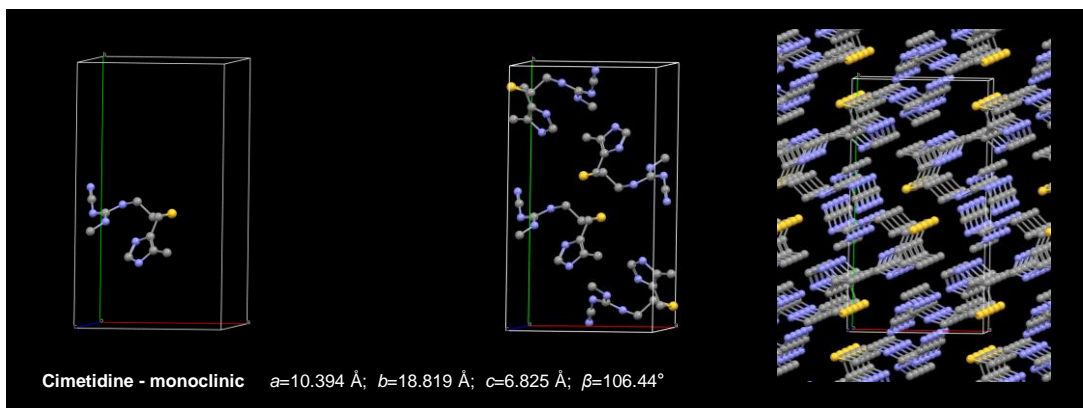 Cimetidine - monoclinic a=10.394 Å; b=18.819 Å; c=6.825 Å; β=106.44°